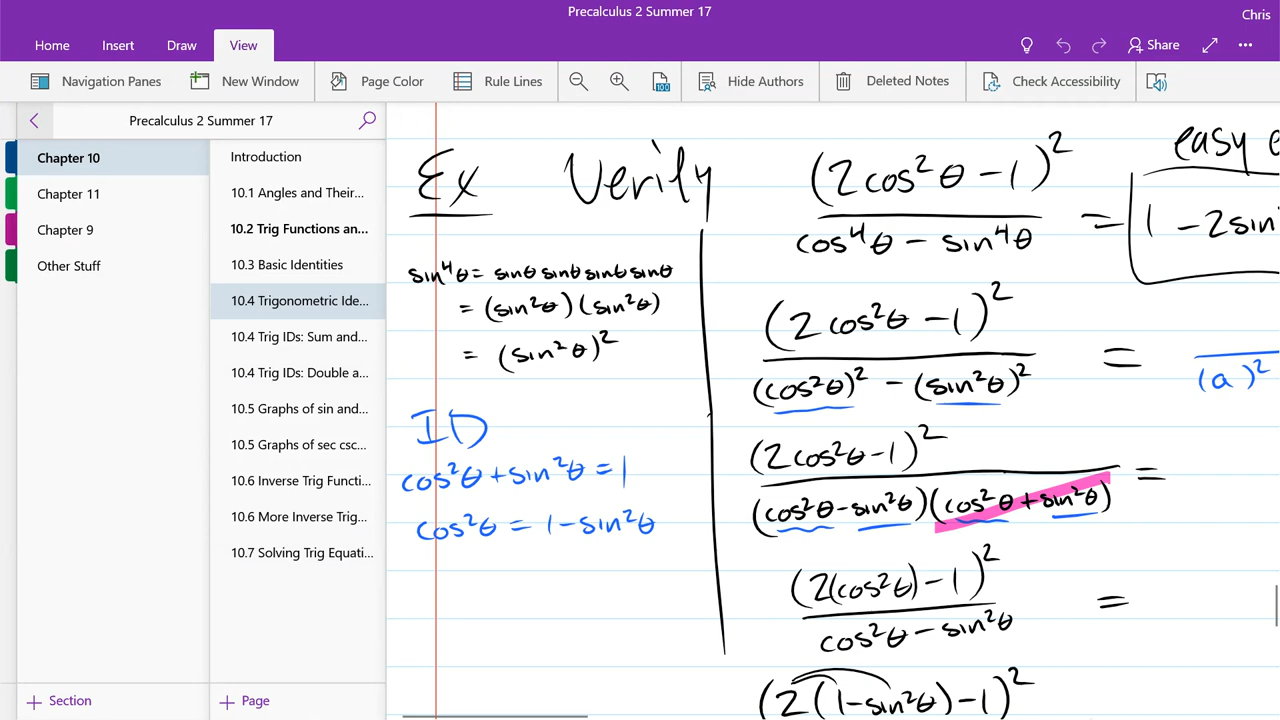 Precalculus 2 Summer 17
Chris
Home Insert Draw View
Share
Navigation Panes New Window Page Color Rule Lines 100 Hide Authors Deleted Notes Check Accessibility
Precalculus 2 Summer 17
Chapter 10
Chapter 11
Chapter 9
Other Stuff
Introduction
10.1 Angles and Their...
10.2 Trig Functions an...
10.3 Basic Identities
10.4 Trigonometric Ide...
10.4 Trig IDs: Sum and...
10.4 Trig IDs: Double a...
10.5 Graphs of sin and...
10.5 Graphs of sec csc...
10.6 Inverse Trig Functi...
10.6 More Inverse Trig...
10.7 Solving Trig Equati...
+ Section
+ Page
Ex Verify
easy
(2cos²θ - 1)²
cos⁴θ - sin⁴θ
= 1 - 2sin
sin⁴θ = sinθ sinθ sinθ sinθ
= (sin²θ)(sin²θ)
= (sin²θ)²
ID
cos²θ + sin²θ = 1
cos²θ = 1 - sin²θ
(2cos²θ - 1)²
(cos²θ)² - (sin²θ)²
=
(a)²
(2cos²θ - 1)²
(cos²θ - sin²θ)(cos²θ + sin²θ)
=
(2(cos²θ) - 1)²
cos²θ - sin²θ
=
(2(1 - sin²θ) - 1)²